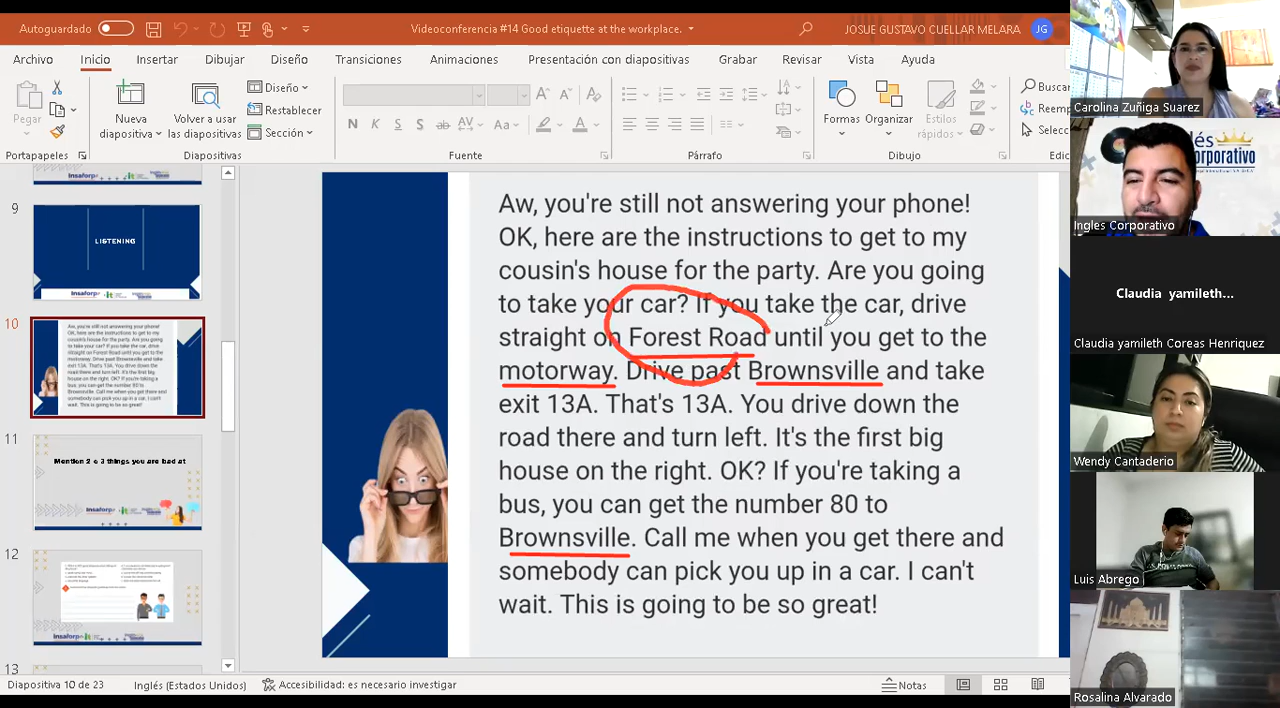 Autoguardado
Videoconferencia #14 Good etiquette at the workplace.
JOSUE GUSTAVO CUELLAR MELARA
JG
Archivo
Inicio
Insertar
Dibujar
Diseño
Transiciones
Animaciones
Presentación con diapositivas
Grabar
Revisar
Vista
Ayuda
Pegar
Nueva
diapositiva
Volver a usar
las diapositivas
Diseño
Restablecer
Sección
N K S S ab AV Aa A
Formas
Organizar
Estilos
rápidos
Buscar
Reemp
Selecc
Portapapeles
Diapositivas
Fuente
Párrafo
Dibujo
Edic
9
LISTENING
10
11
Mention 2 o 3 things you are bad at
12
13
Aw, you're still not answering your phone!
OK, here are the instructions to get to my
cousin's house for the party. Are you going
to take your car? If you take the car, drive
straight on Forest Road until you get to the
motorway. Drive past Brownsville and take
exit 13A. That's 13A. You drive down the
road there and turn left. It's the first big
house on the right. OK? If you're taking a
bus, you can get the number 80 to
Brownsville. Call me when you get there and
somebody can pick you up in a car. I can't
wait. This is going to be so great!
Diapositiva 10 de 23
Inglés (Estados Unidos)
Accesibilidad: es necesario investigar
Notas
Carolina Zuñiga Suarez
Ingles Corporativo
Claudia yamileth...
Claudia yamileth Coreas Henriquez
Wendy Cantaderio
Luis Abrego
Rosalina Alvarado